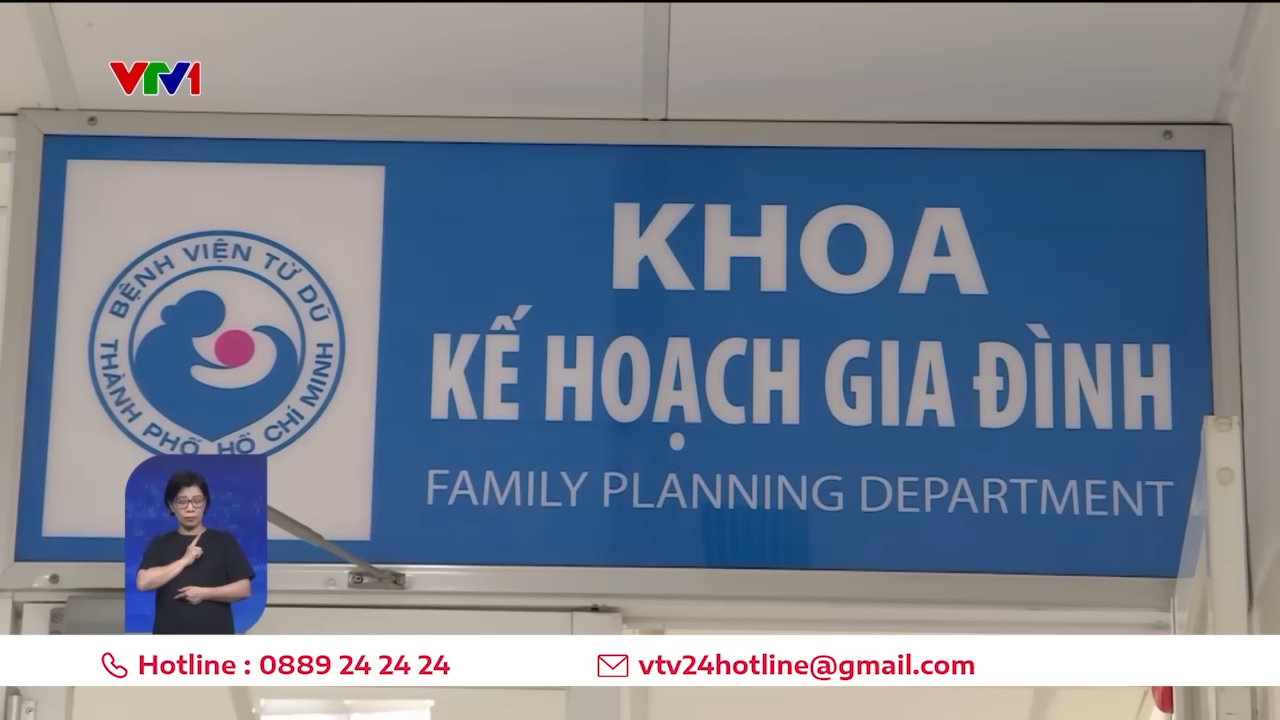 VTV1
BỆNH VIỆN TỪ DŨ
THÀNH PHỐ HỒ CHÍ MINH
KHOA
KẾ HOẠCH GIA ĐÌNH
FAMILY PLANNING DEPARTMENT
Hotline : 0889 24 24 24
vtv24hotline@gmail.com